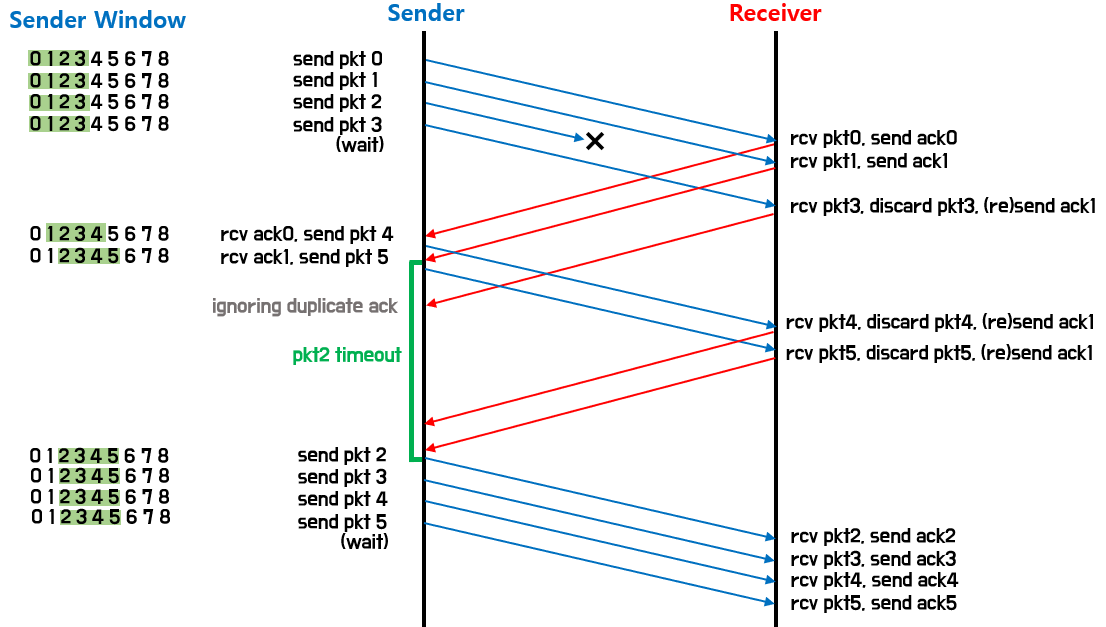 Sender Window Sender Receiver
0 1 2 3 4 5 6 7 8 send pkt 0
0 1 2 3 4 5 6 7 8 send pkt 1
0 1 2 3 4 5 6 7 8 send pkt 2
0 1 2 3 4 5 6 7 8 send pkt 3
(wait)
rcv pkt0, send ack0
rcv pkt1, send ack1
rcv pkt3, discard pkt3, (re)send ack1
0 1 2 3 4 5 6 7 8 rcv ack0, send pkt 4
0 1 2 3 4 5 6 7 8 rcv ack1, send pkt 5
ignoring duplicate ack
rcv pkt4, discard pkt4, (re)send ack1
pkt2 timeout
rcv pkt5, discard pkt5, (re)send ack1
0 1 2 3 4 5 6 7 8 send pkt 2
0 1 2 3 4 5 6 7 8 send pkt 3
0 1 2 3 4 5 6 7 8 send pkt 4
0 1 2 3 4 5 6 7 8 send pkt 5
(wait)
rcv pkt2, send ack2
rcv pkt3, send ack3
rcv pkt4, send ack4
rcv pkt5, send ack5